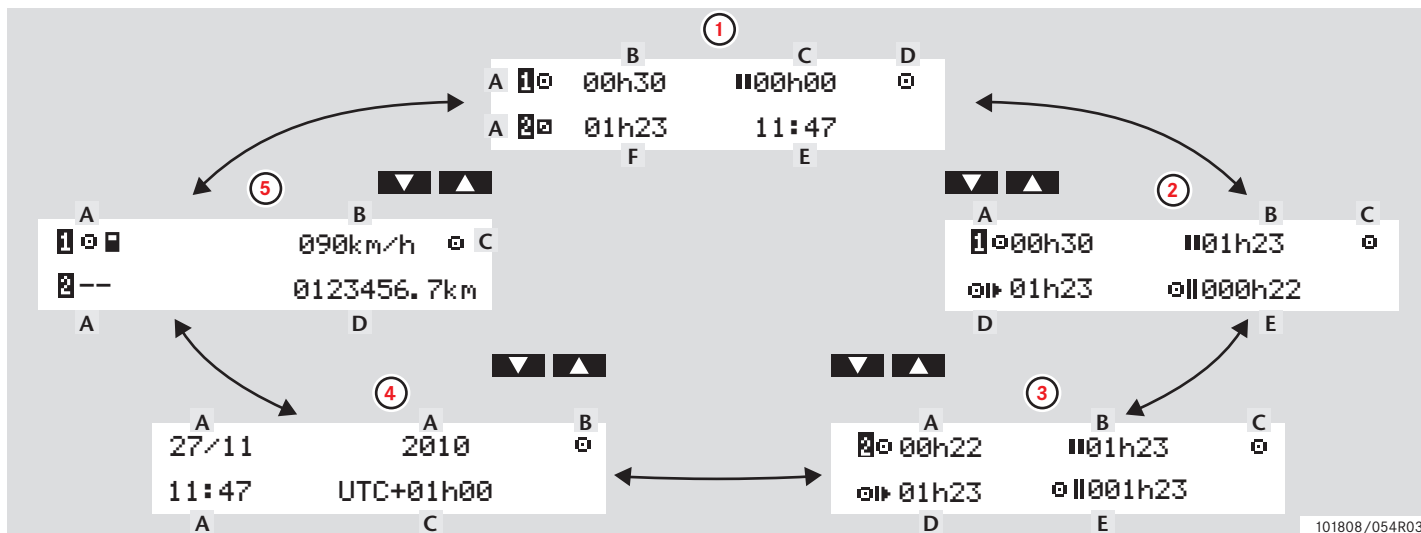 1
B C D
A 1 00h30 00h00
A 2 01h23 11:47
F E
5
A B
1 090km/h C
2-- 0123456.7km
A D
2
A B C
1 00h30 01h23
01h23 000h22
D E
4
A A B
27/11 2010
11:47 UTC+01h00
A C
3
A B C
2 00h22 01h23
01h23 001h23
D E
101808/054R03